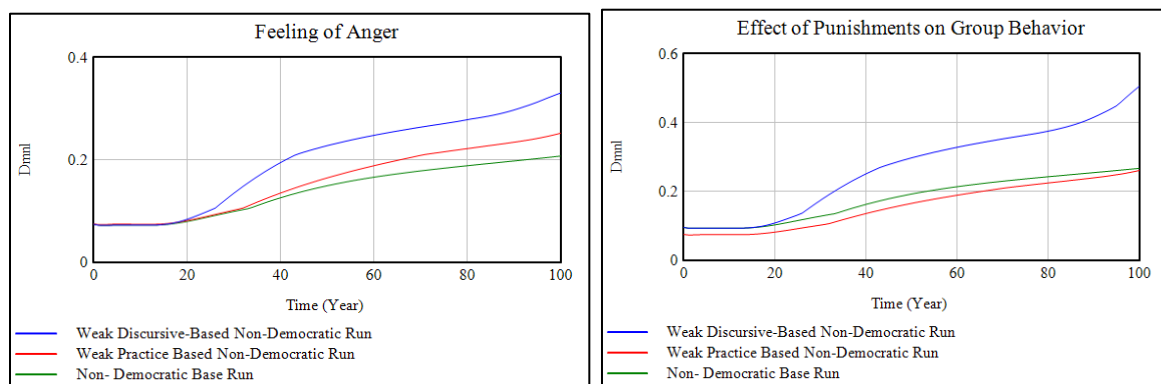 Feeling of Anger
0.4
0.2
0
Dmnl
0 20 40 60 80 100
Time (Year)
Weak Discursive-Based Non-Democratic Run
Weak Practice Based Non-Democratic Run
Non- Democratic Base Run
Effect of Punishments on Group Behavior
0.6
0.4
0.2
0
Dmnl
0 20 40 60 80 100
Time (Year)
Weak Discursive-Based Non-Democratic Run
Weak Practice Based Non-Democratic Run
Non- Democratic Base Run